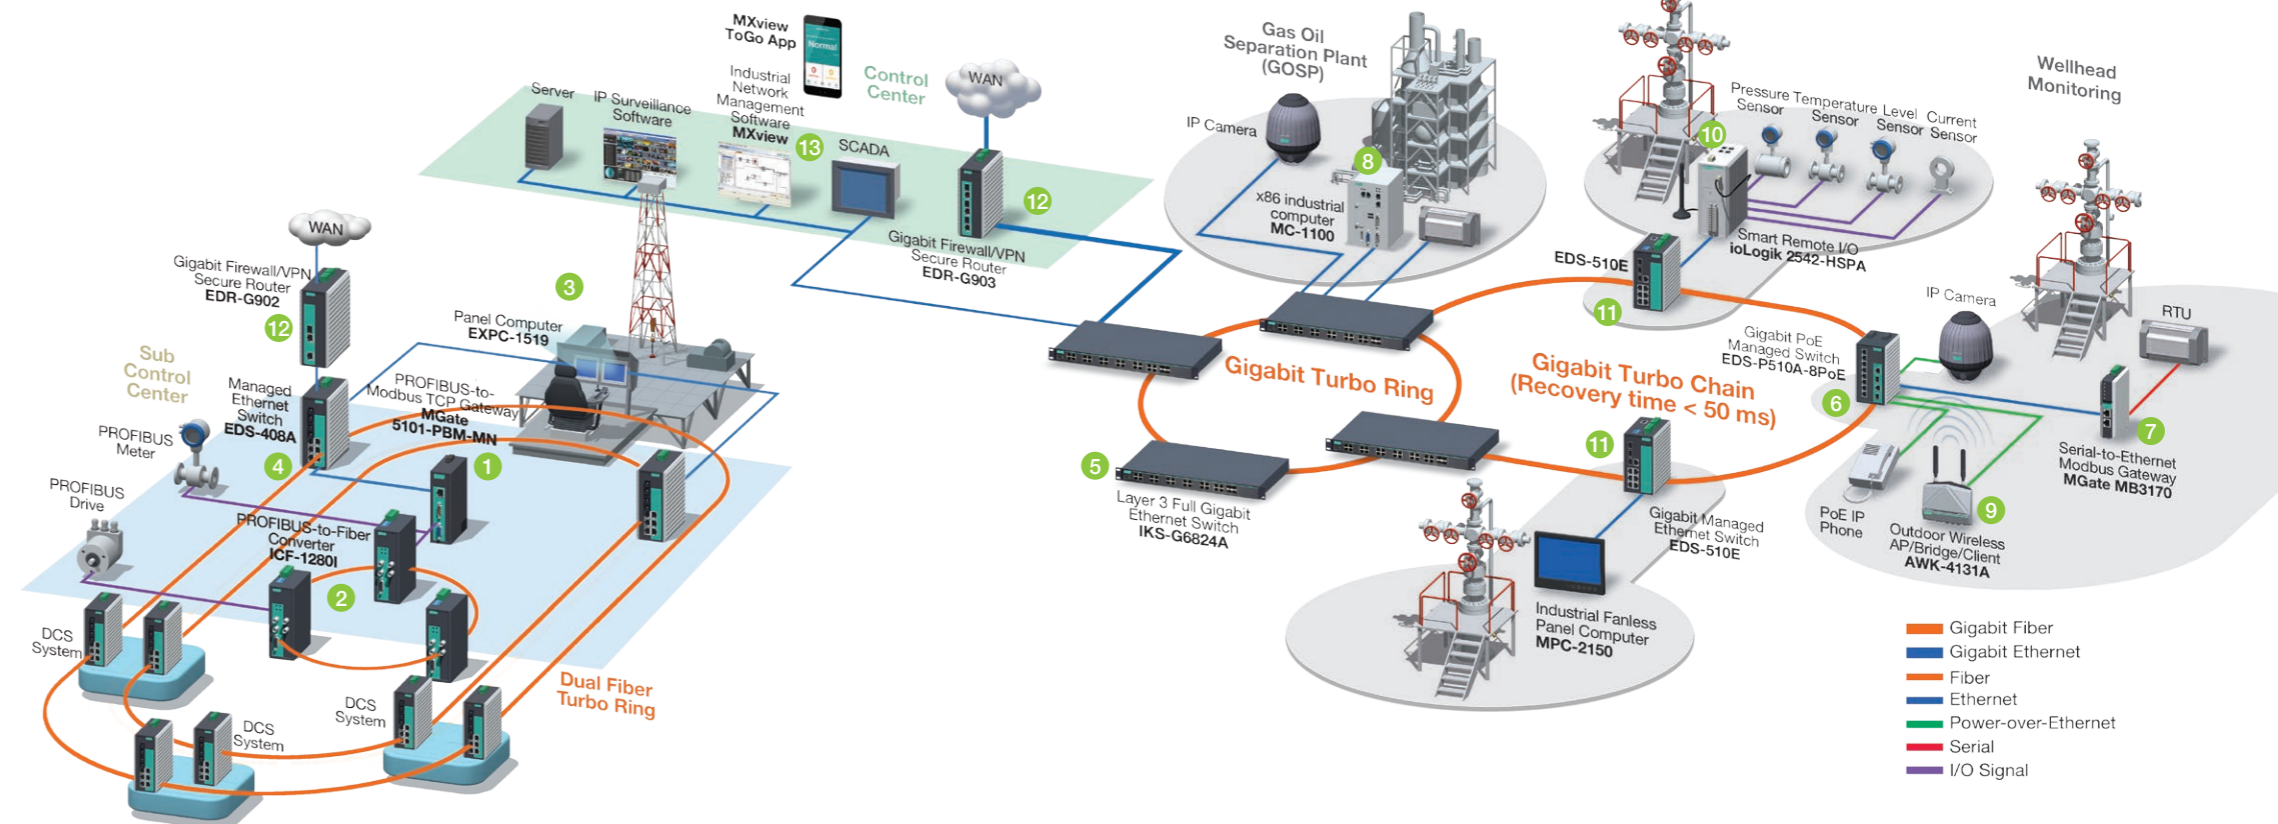 MXview
ToGo App
Normal
Industrial
Network
Management
Software
MXview
13
Control
Center
WAN
Server
IP Surveillance
Software
SCADA
12
Gigabit Firewall/VPN
Secure Router
EDR-G903
WAN
Gigabit Firewall/VPN
Secure Router
EDR-G902
12
3
Panel Computer
EXPC-1519
Sub
Control
Center
Managed
Ethernet
Switch
EDS-408A
4
PROFIBUS-to-
Modbus TCP Gateway
MGate
5101-PBM-MN
1
PROFIBUS
Meter
PROFIBUS
Drive
PROFIBUS-to-Fiber
Converter
ICF-1280I
2
DCS
System
DCS
System
DCS
System
Dual Fiber
Turbo Ring
Gas Oil
Separation Plant
(GOSP)
IP Camera
8
x86 industrial
computer
MC-1100
Gigabit Turbo Ring
5
Layer 3 Full Gigabit
Ethernet Switch
IKS-G6824A
Gigabit Turbo Chain
(Recovery time < 50 ms)
10
Pressure
Sensor
Temperature
Sensor
Level
Sensor
Current
Sensor
Smart Remote I/O
ioLogik 2542-HSPA
EDS-510E
11
Wellhead
Monitoring
IP Camera
RTU
Gigabit PoE
Managed Switch
EDS-P510A-8PoE
6
7
Serial-to-Ethernet
Modbus Gateway
MGate MB3170
PoE IP
Phone
9
Outdoor Wireless
AP/Bridge/Client
AWK-4131A
11
Gigabit Managed
Ethernet Switch
EDS-510E
Industrial Fanless
Panel Computer
MPC-2150
Gigabit Fiber
Gigabit Ethernet
Fiber
Ethernet
Power-over-Ethernet
Serial
I/O Signal